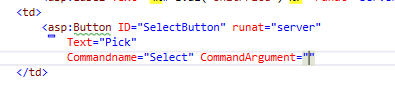 <td>
<asp:Button ID="SelectButton" runat="server"
Text="Pick"
Commandname="Select" CommandArgument=""
</td>